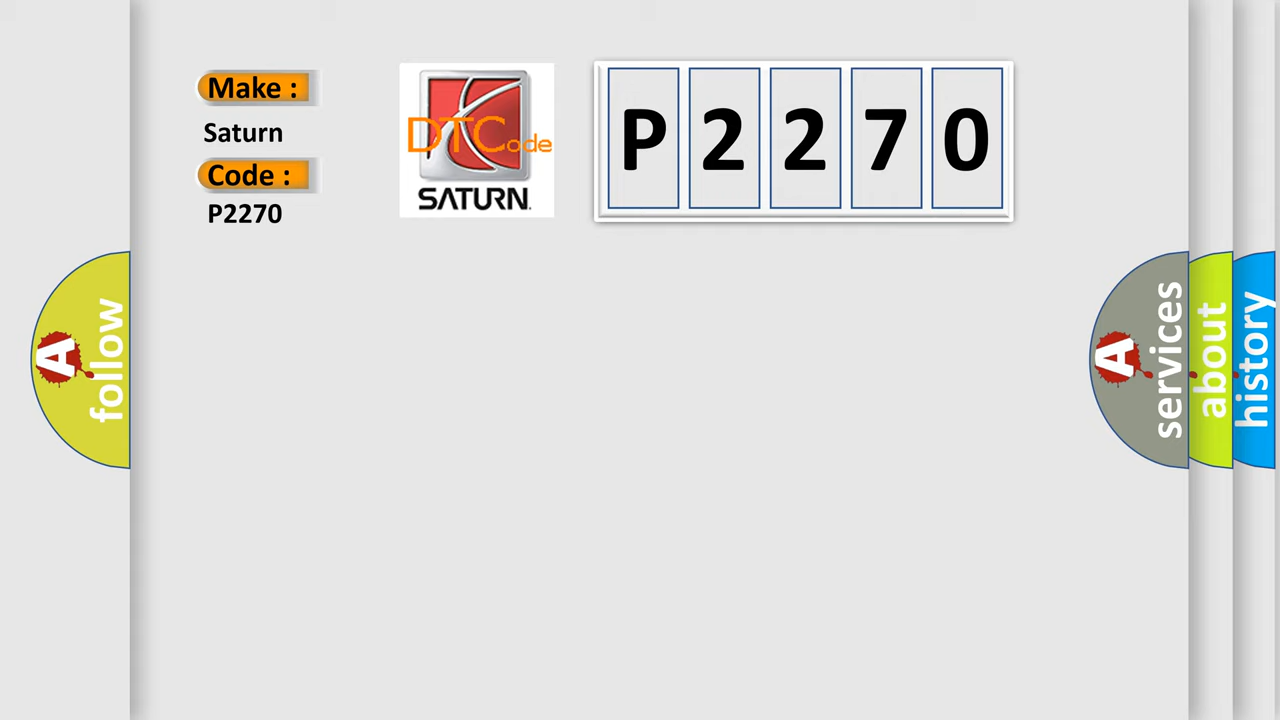 Make :
Saturn
Code :
P2270
DTCode
SATURN
P 2 2 7 0
A
follow
A
services
about
history